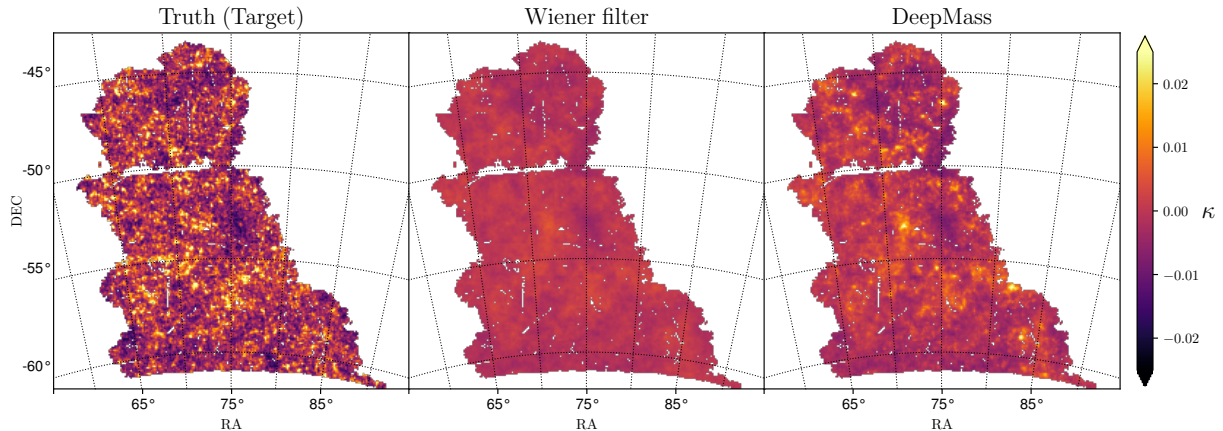 Truth (Target)
Wiener filter
DeepMass
-45°
-50°
-55°
-60°
DEC
65°
75°
85°
RA
65°
75°
85°
RA
65°
75°
85°
RA
0.02
0.01
0.00
−0.01
−0.02
κ